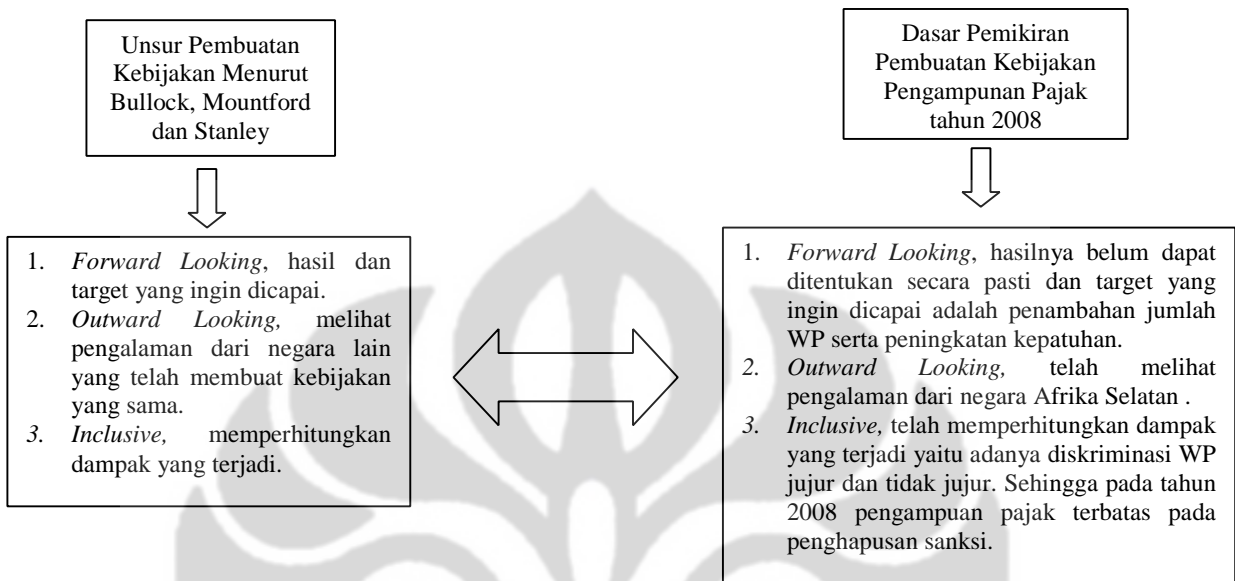 Unsur Pembuatan
Kebijakan Menurut
Bullock, Mountford
dan Stanley
1. Forward Looking, hasil dan
target yang ingin dicapai.
2. Outward Looking, melihat
pengalaman dari negara lain
yang telah membuat kebijakan
yang sama.
3. Inclusive, memperhitungkan
dampak yang terjadi.
Dasar Pemikiran
Pembuatan Kebijakan
Pengampunan Pajak
tahun 2008
1. Forward Looking, hasilnya belum dapat
ditentukan secara pasti dan target yang
ingin dicapai adalah penambahan jumlah
WP serta peningkatan kepatuhan.
2. Outward Looking, telah melihat
pengalaman dari negara Afrika Selatan .
3. Inclusive, telah memperhitungkan dampak
yang terjadi yaitu adanya diskriminasi WP
jujur dan tidak jujur. Sehingga pada tahun
2008 pengampuan pajak terbatas pada
penghapusan sanksi.